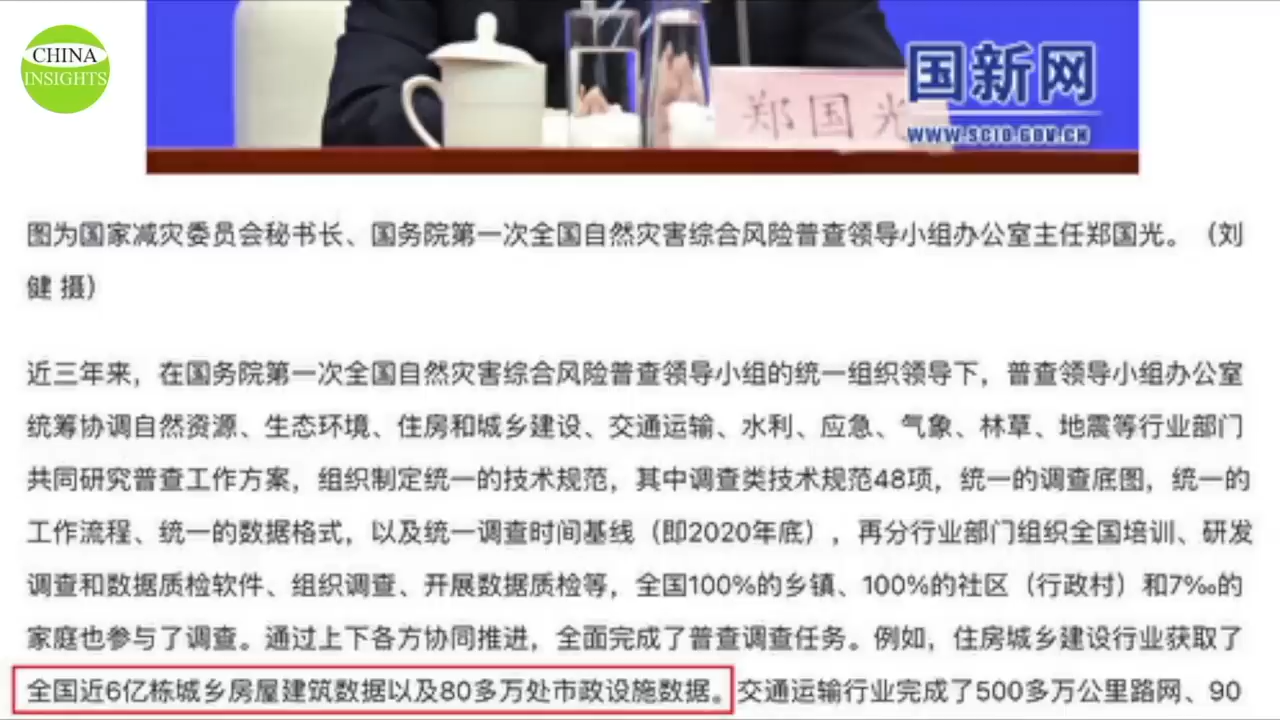 CHINA
INSIGHTS
郑国光
国新网
WWW.SCIO.GOV.CN
图为国家减灾委员会秘书长、国务院第一次全国自然灾害综合风险普查领导小组办公室主任郑国光。（刘
健 摄）
近三年来，在国务院第一次全国自然灾害综合风险普查领导小组的统一组织领导下，普查领导小组办公室
统筹协调自然资源、生态环境、住房和城乡建设、交通运输、水利、应急、气象、林草、地震等行业部门
共同研究普查工作方案，组织制定统一的技术规范，其中调查类技术规范48项，统一的调查底图，统一的
工作流程、统一的数据格式，以及统一调查时间基线（即2020年底），再分行业部门组织全国培训、研发
调查和数据质检软件、组织调查、开展数据质检等，全国100%的乡镇、100%的社区（行政村）和7‰的
家庭也参与了调查。通过上下各方协同推进，全面完成了普查调查任务。例如，住房城乡建设行业获取了
全国近6亿栋城乡房屋建筑数据以及80多万处市政设施数据。交通运输行业完成了500多万公里路网、90